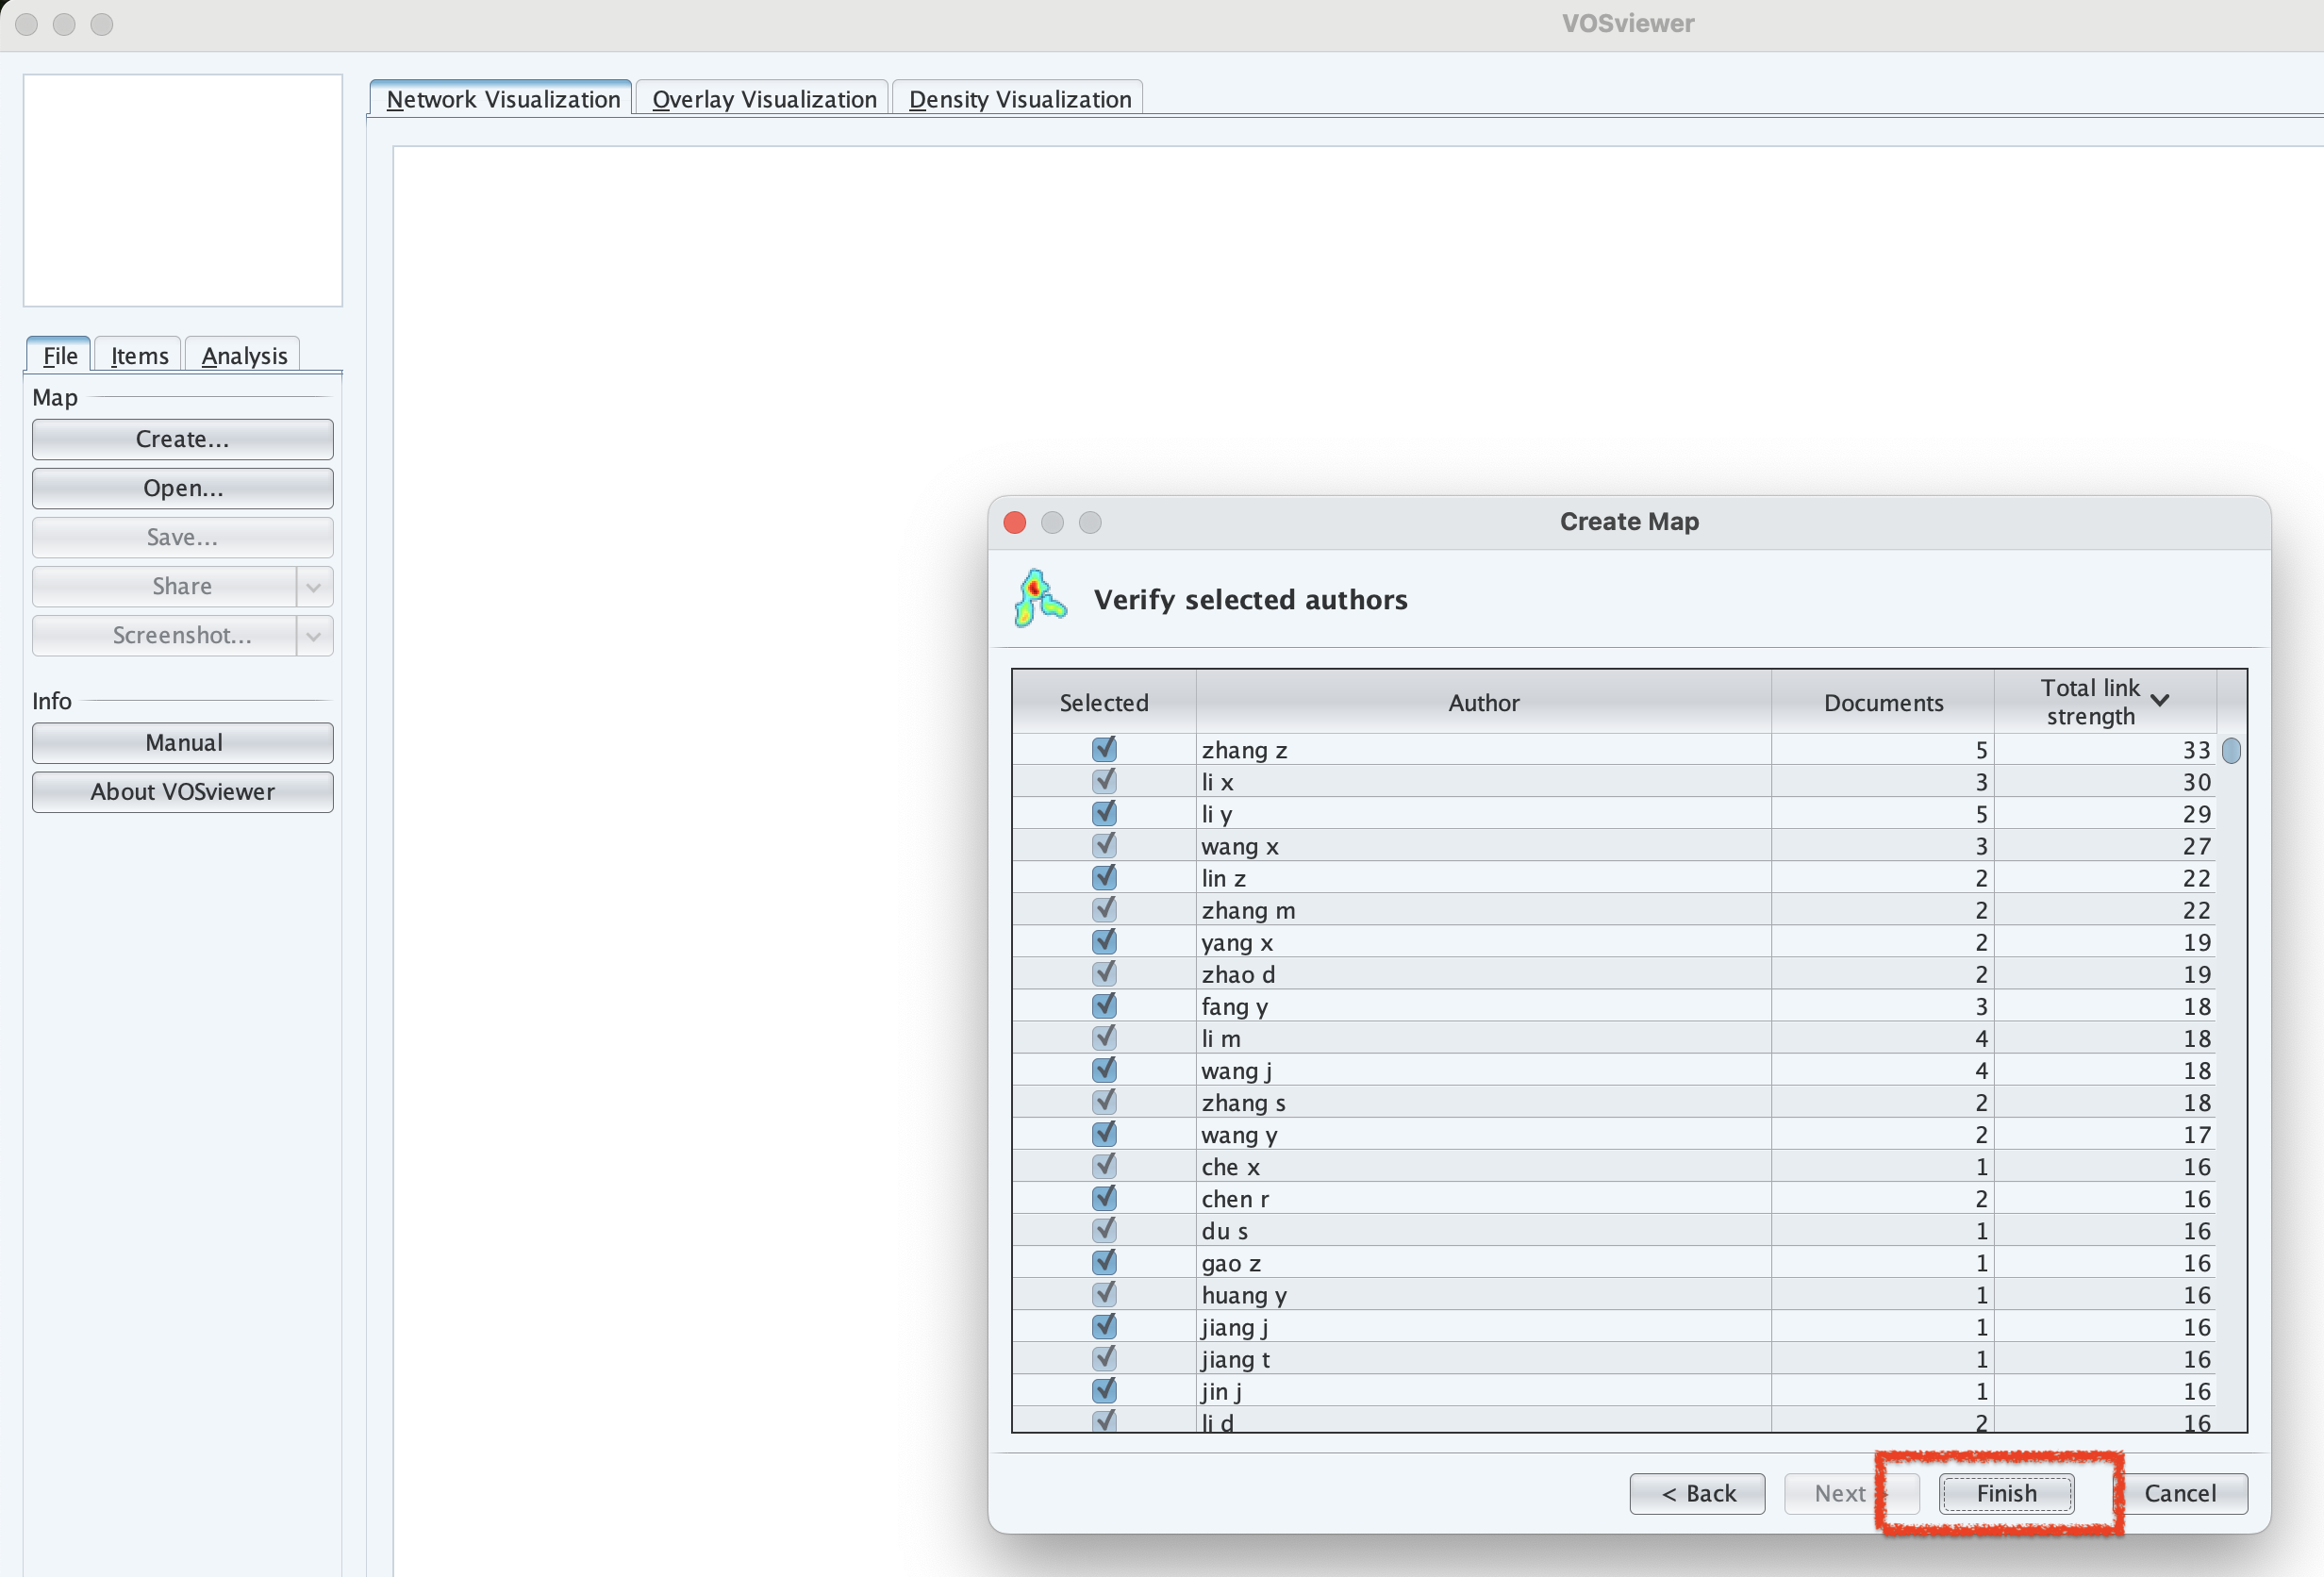 VOSviewer
Network Visualization Overlay Visualization Density Visualization
File Items Analysis
Map
Create...
Open...
Save...
Share
Screenshot...
Info
Manual
About VOSviewer
Create Map
Verify selected authors
Selected Author Documents Total link strength
zhang z 5 33
li x 3 30
li y 5 29
wang x 3 27
lin z 2 22
zhang m 2 22
yang x 2 19
zhao d 2 19
fang y 3 18
li m 4 18
wang j 4 18
zhang s 2 18
wang y 2 17
che x 1 16
chen r 2 16
du s 1 16
gao z 1 16
huang y 1 16
jiang j 1 16
jiang t 1 16
jin j 1 16
li d 2 16
< Back Next > Finish Cancel